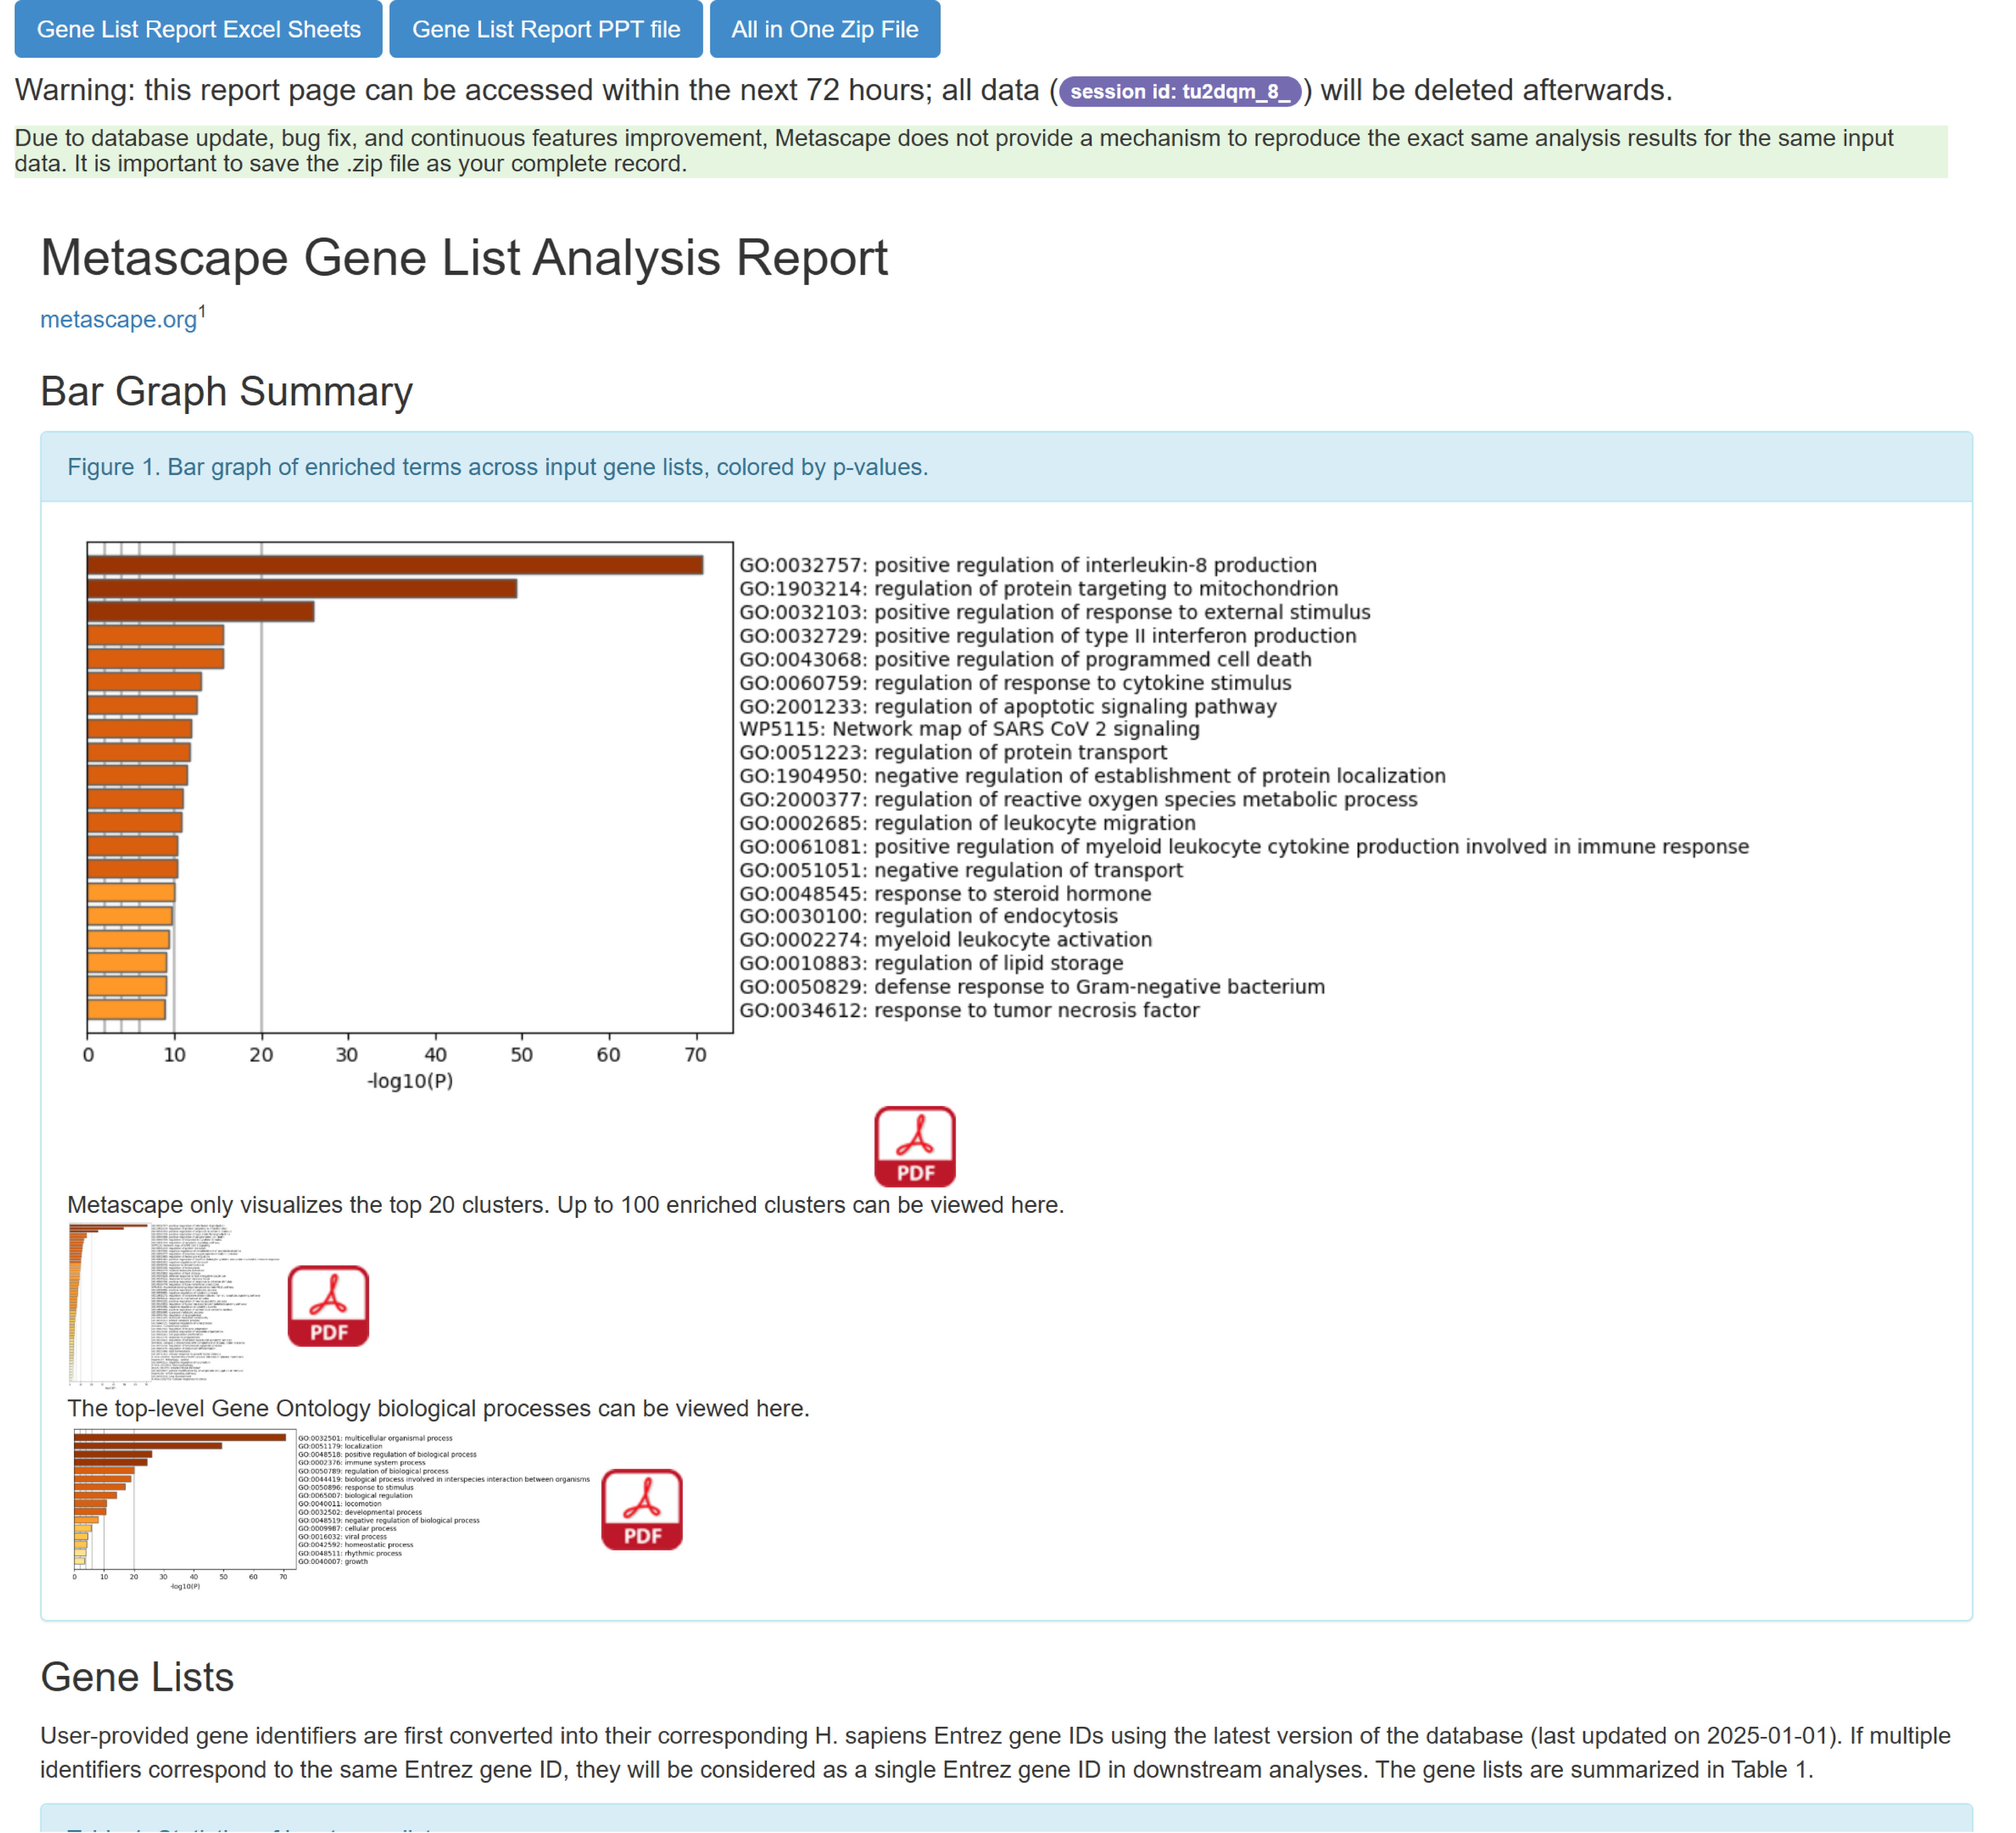 Gene List Report Excel Sheets
Gene List Report PPT file
All in One Zip File
Warning: this report page can be accessed within the next 72 hours; all data (session id: tu2dqm_8_) will be deleted afterwards.
Due to database update, bug fix, and continuous features improvement, Metascape does not provide a mechanism to reproduce the exact same analysis results for the same input
data. It is important to save the .zip file as your complete record.
Metascape Gene List Analysis Report
metascape.org1
Bar Graph Summary
Figure 1. Bar graph of enriched terms across input gene lists, colored by p-values.
GO:0032757: positive regulation of interleukin-8 production
GO:1903214: regulation of protein targeting to mitochondrion
GO:0032103: positive regulation of response to external stimulus
GO:0032729: positive regulation of type II interferon production
GO:0043068: positive regulation of programmed cell death
GO:0060759: regulation of response to cytokine stimulus
GO:2001233: regulation of apoptotic signaling pathway
WP5115: Network map of SARS CoV 2 signaling
GO:0051223: regulation of protein transport
GO:1904950: negative regulation of establishment of protein localization
GO:2000377: regulation of reactive oxygen species metabolic process
GO:0002685: regulation of leukocyte migration
GO:0061081: positive regulation of myeloid leukocyte cytokine production involved in immune response
GO:0051051: negative regulation of transport
GO:0048545: response to steroid hormone
GO:0030100: regulation of endocytosis
GO:0002274: myeloid leukocyte activation
GO:0010883: regulation of lipid storage
GO:0050829: defense response to Gram-negative bacterium
GO:0034612: response to tumor necrosis factor
0 10 20 30 40 50 60 70
-log10(P)
PDF
Metascape only visualizes the top 20 clusters. Up to 100 enriched clusters can be viewed here.
PDF
The top-level Gene Ontology biological processes can be viewed here.
GO:0032501: multicellular organismal process
GO:0051179: localization
GO:0048518: positive regulation of biological process
GO:0002376: immune system process
GO:0050789: regulation of biological process
GO:0044419: biological process involved in interspecies interaction between organisms
GO:0050896: response to stimulus
GO:0065007: biological regulation
GO:0040011: locomotion
GO:0032502: developmental process
GO:0048519: negative regulation of biological process
GO:0009987: cellular process
GO:0016032: viral process
GO:0042592: homeostatic process
GO:0048511: rhythmic process
GO:0040007: growth
0 10 20 30 40 50 60 70
-log10(P)
PDF
Gene Lists
User-provided gene identifiers are first converted into their corresponding H. sapiens Entrez gene IDs using the latest version of the database (last updated on 2025-01-01). If multiple
identifiers correspond to the same Entrez gene ID, they will be considered as a single Entrez gene ID in downstream analyses. The gene lists are summarized in Table 1.